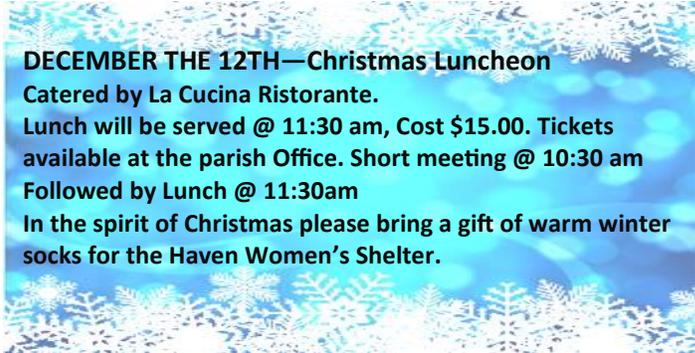 DECEMBER THE 12TH—Christmas Luncheon
Catered by La Cucina Ristorante.
Lunch will be served @ 11:30 am, Cost $15.00. Tickets
available at the parish Office. Short meeting @ 10:30 am
Followed by Lunch @ 11:30am
In the spirit of Christmas please bring a gift of warm winter
socks for the Haven Women’s Shelter.